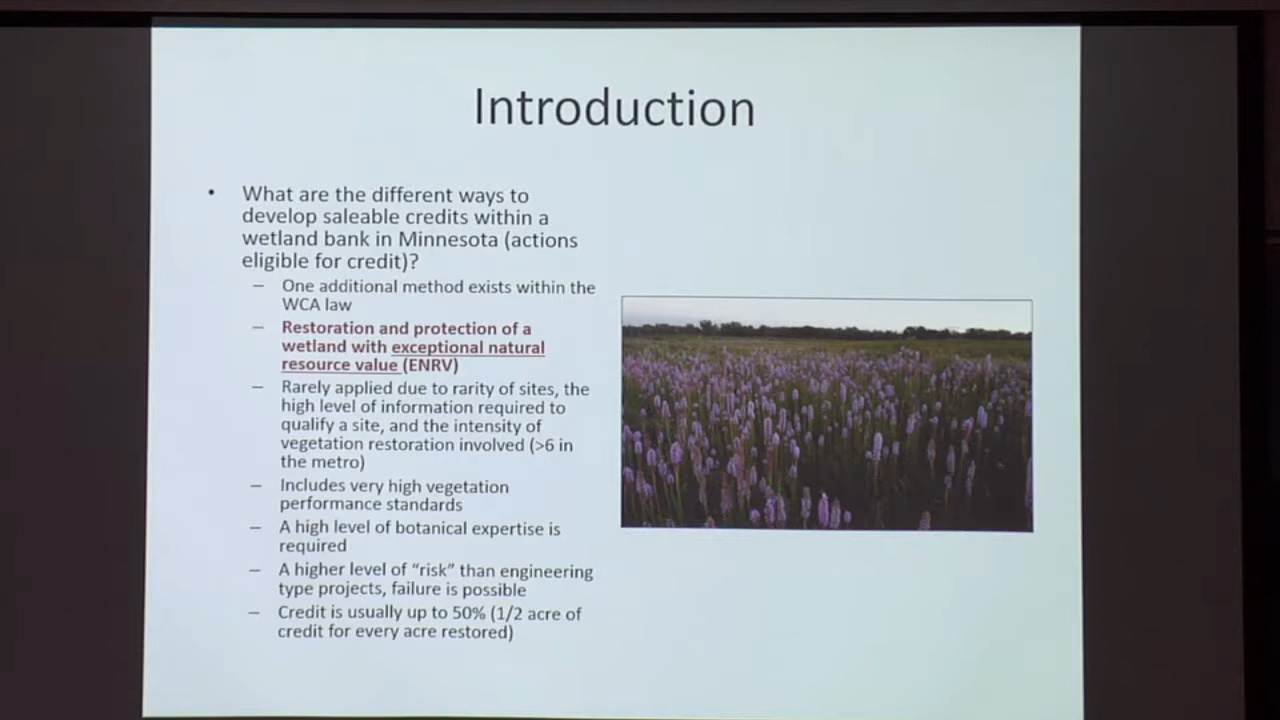 Introduction
• What are the different ways to
develop saleable credits within a
wetland bank in Minnesota (actions
eligible for credit)?
– One additional method exists within the
WCA law
– Restoration and protection of a
wetland with exceptional natural
resource value (ENRV)
– Rarely applied due to rarity of sites, the
high level of information required to
qualify a site, and the intensity of
vegetation restoration involved (>6 in
the metro)
– Includes very high vegetation
performance standards
– A high level of botanical expertise is
required
– A higher level of “risk” than engineering
type projects, failure is possible
– Credit is usually up to 50% (1/2 acre of
credit for every acre restored)